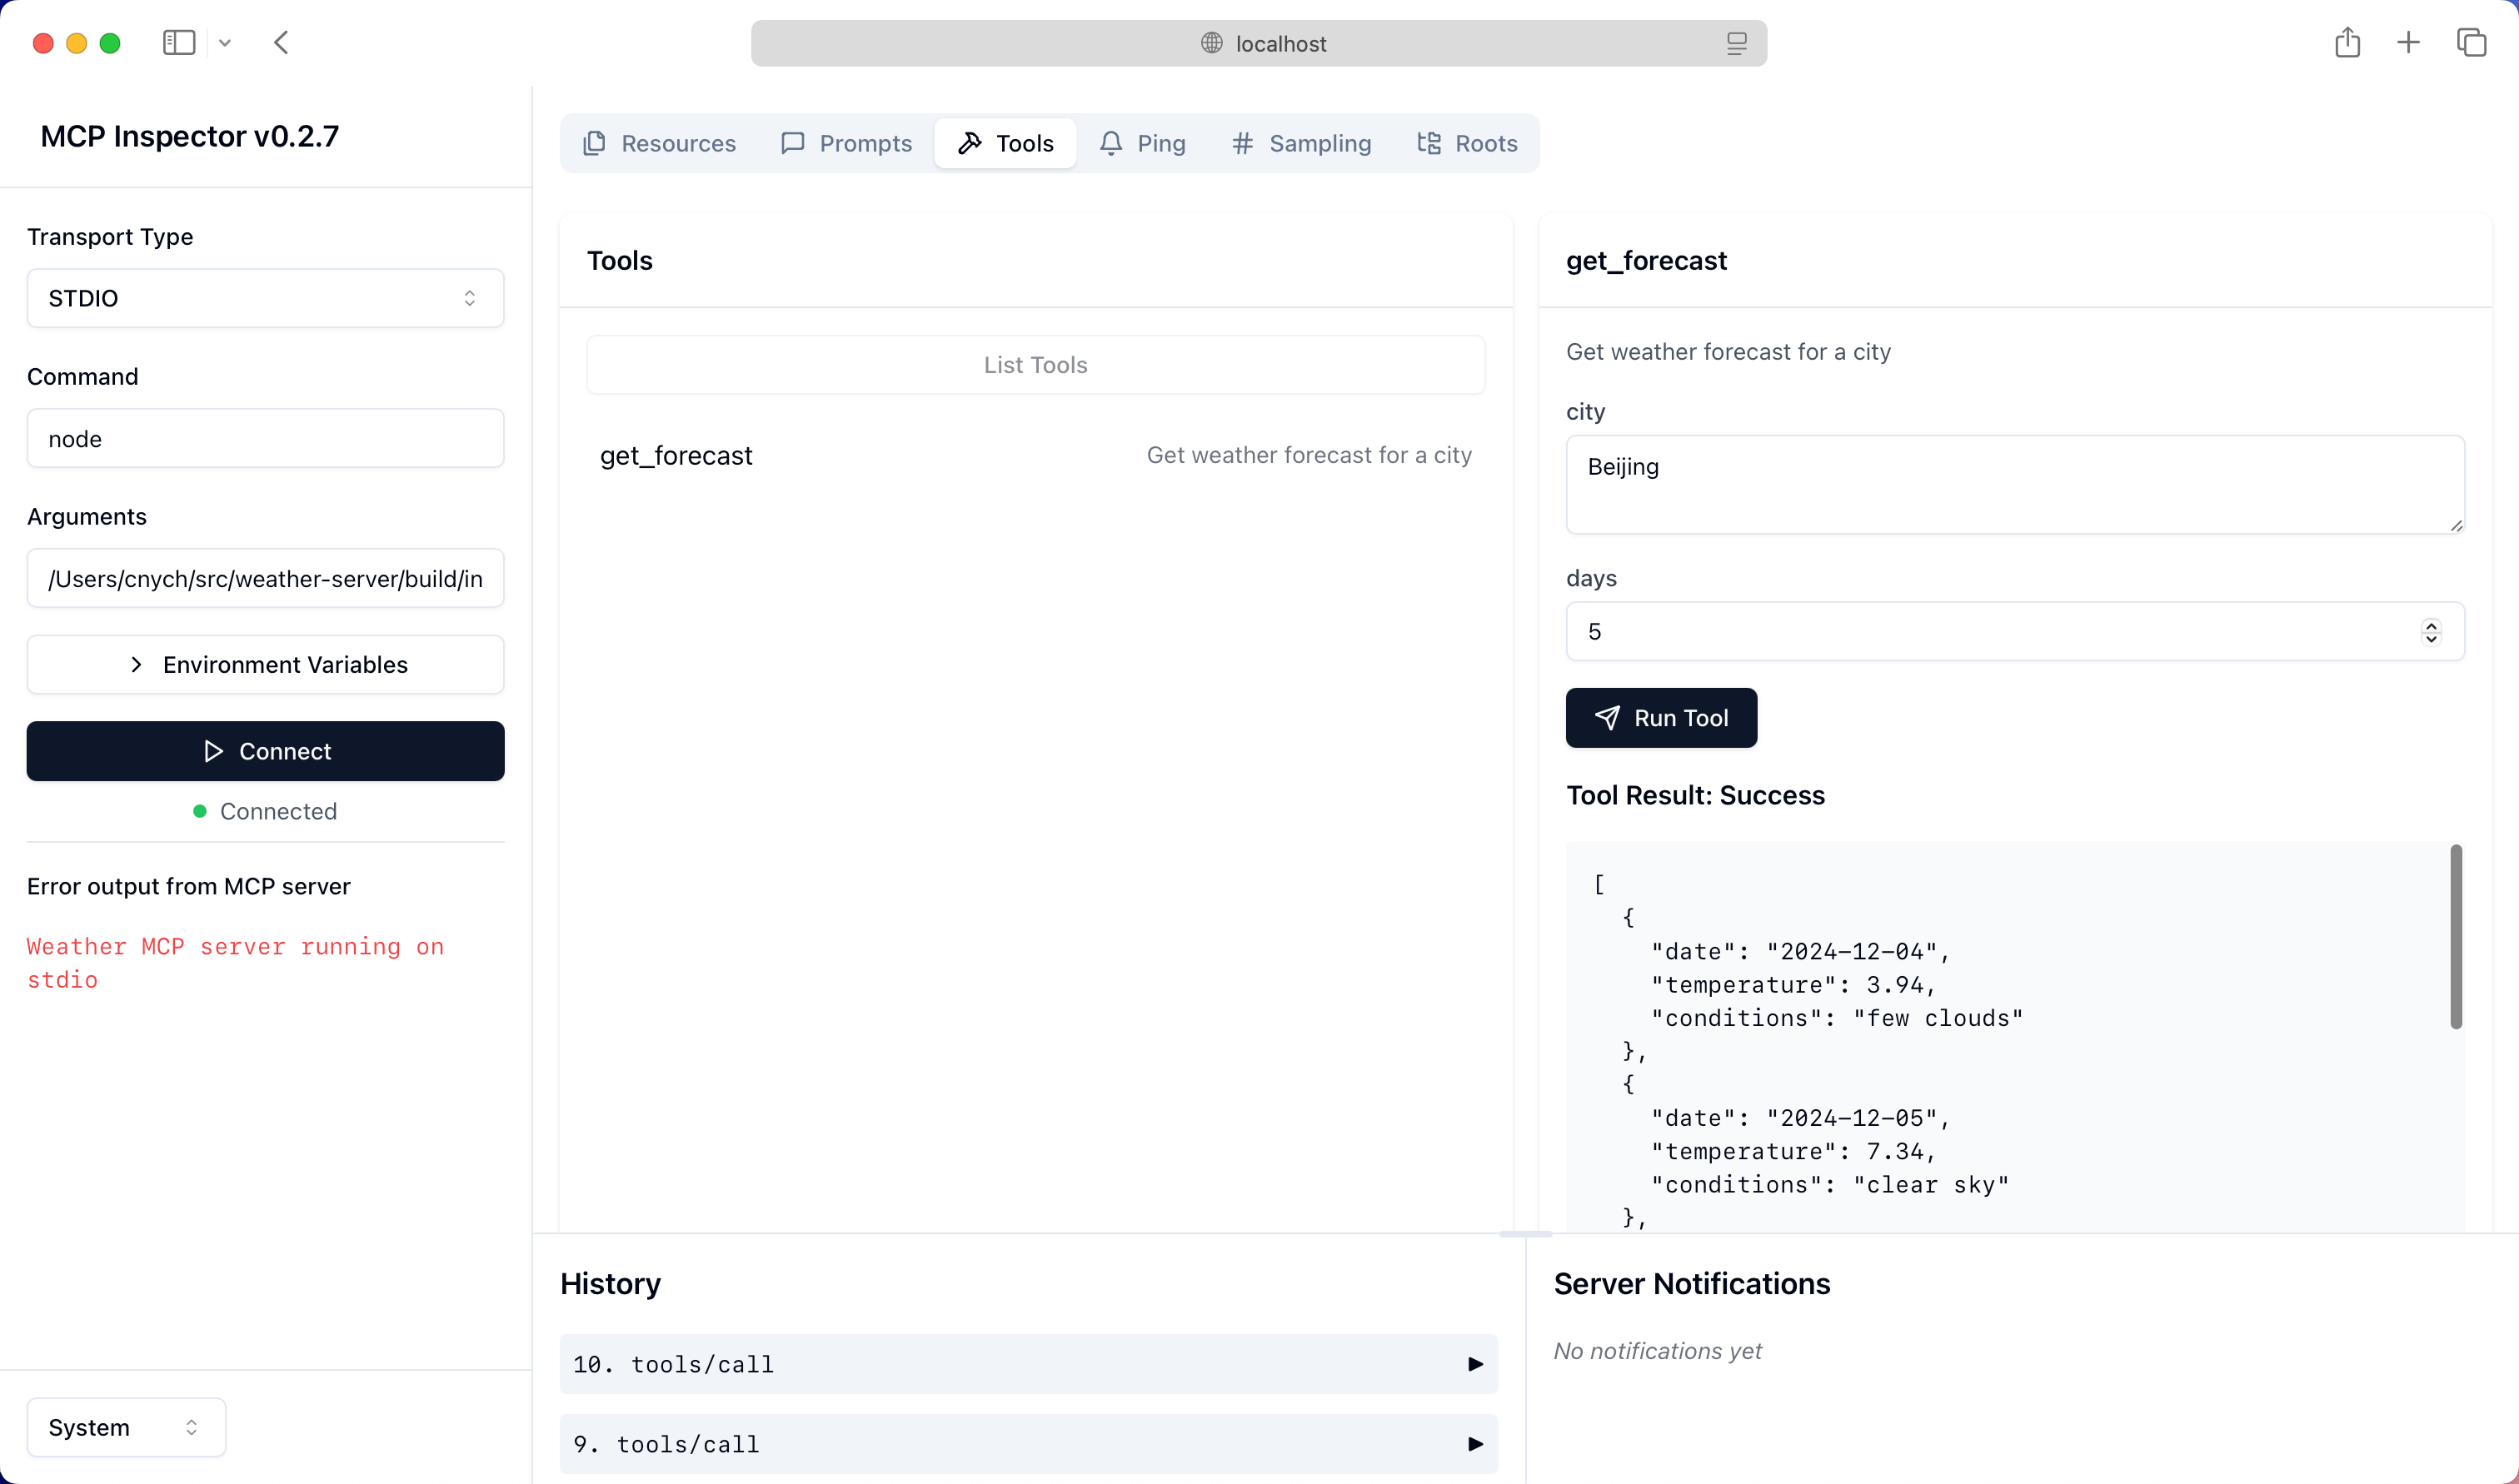 localhost
MCP Inspector v0.2.7
Transport Type
STDIO
Command
node
Arguments
/Users/cnych/src/weather-server/build/in
Environment Variables
Connect
Connected
Error output from MCP server
Weather MCP server running on
stdio
System
Resources
Prompts
Tools
Ping
Sampling
Roots
Tools
List Tools
get_forecast
Get weather forecast for a city
get_forecast
Get weather forecast for a city
city
Beijing
days
5
Run Tool
Tool Result: Success
[
{
"date": "2024-12-04",
"temperature": 3.94,
"conditions": "few clouds"
},
{
"date": "2024-12-05",
"temperature": 7.34,
"conditions": "clear sky"
},
History
10. tools/call
9. tools/call
Server Notifications
No notifications yet